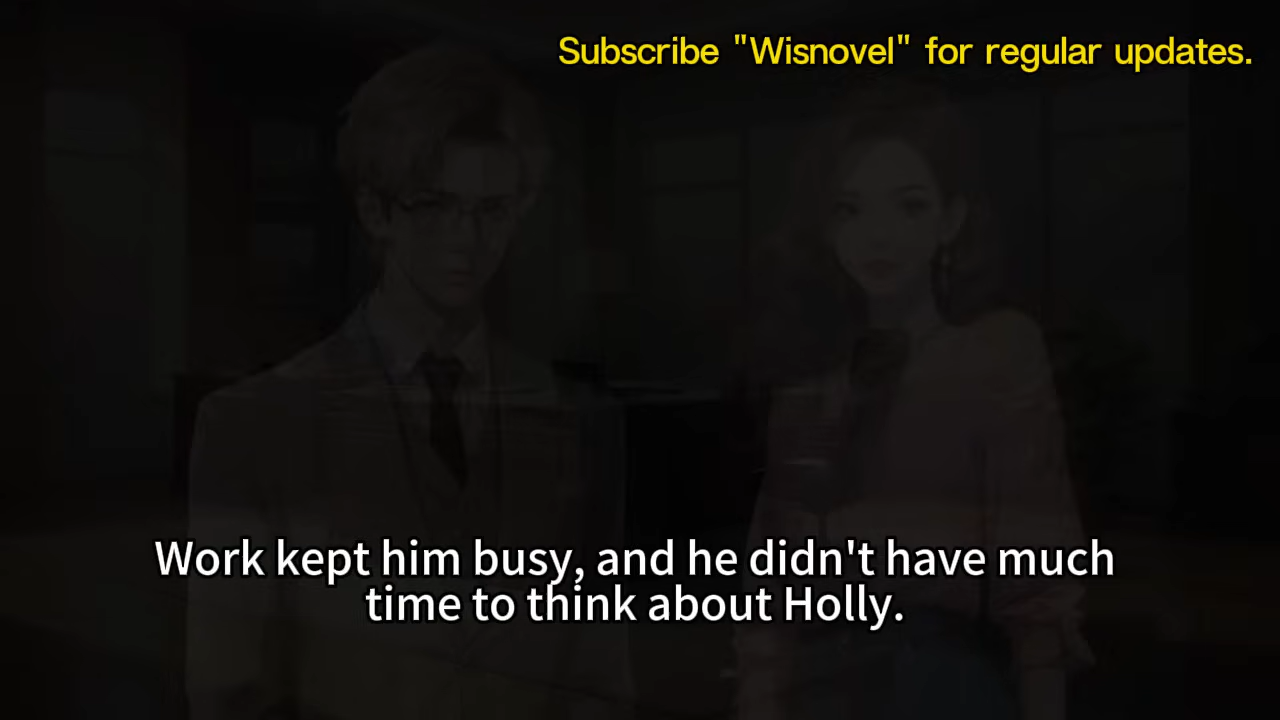 Subscribe "Wisnovel" for regular updates.
Work kept him busy, and he didn't have much
time to think about Holly.